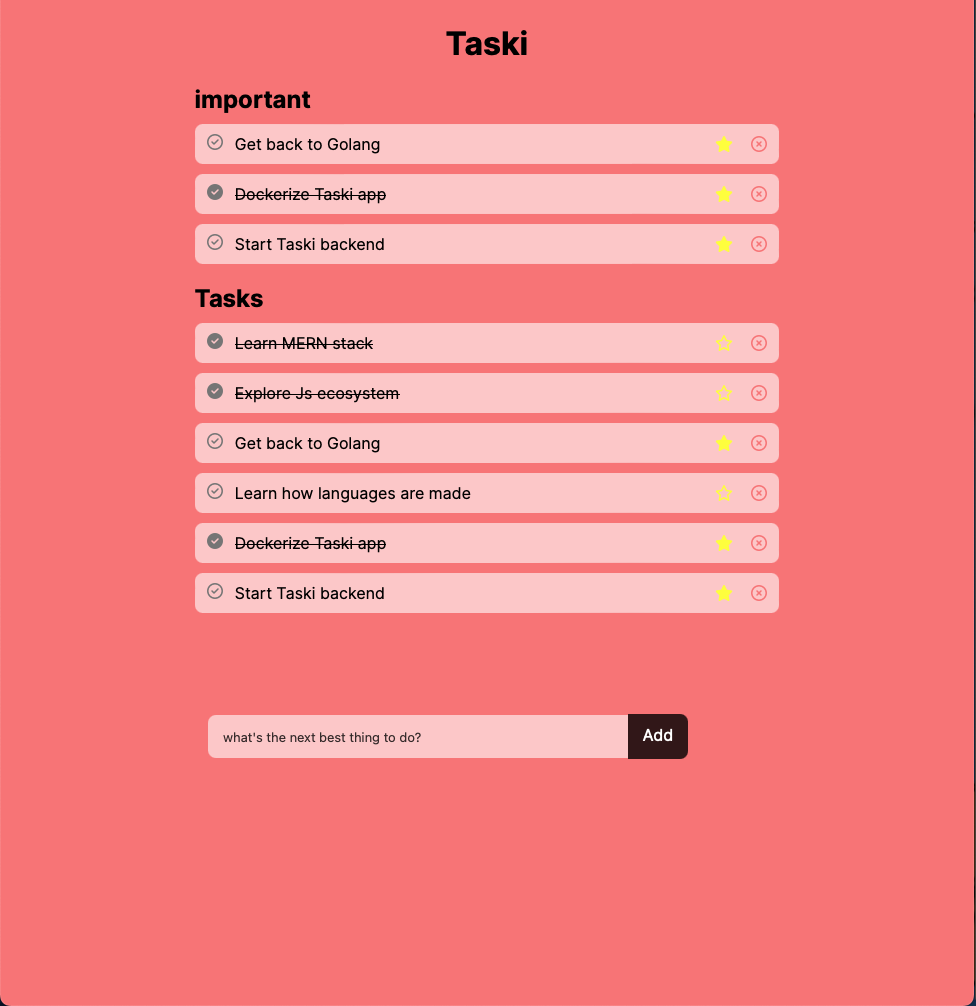 Taski
important
Get back to Golang
Dockerize Taski app
Start Taski backend
Tasks
Learn MERN stack
Explore Js ecosystem
Get back to Golang
Learn how languages are made
Dockerize Taski app
Start Taski backend
what's the next best thing to do?
Add